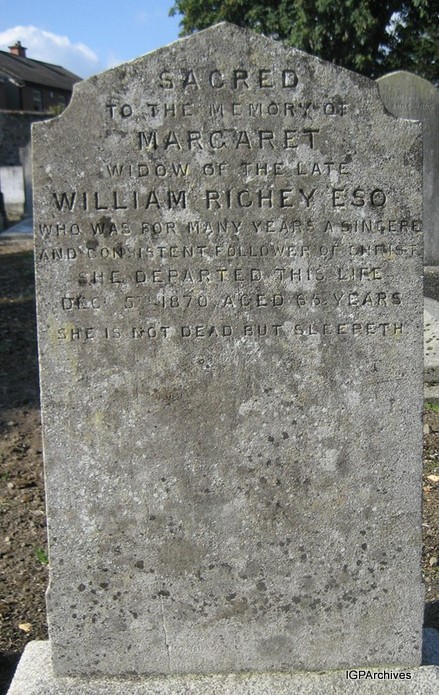 SACRED
TO THE MEMORY OF
MARGARET
WIDOW OF THE LATE
WILLIAM RICHEY ESQ
WHO WAS FOR MANY YEARS A SINCERE
AND CONSISTENT FOLLOWER OF CHRIST
SHE DEPARTED THIS LIFE
DEC 5TH 1870 AGED 66 YEARS
SHE IS NOT DEAD BUT SLEEPETH
IGPArchives